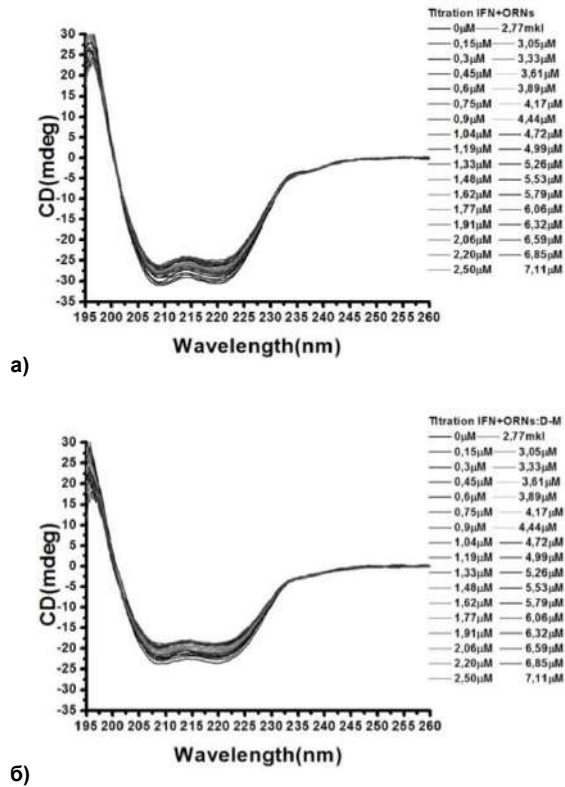 Titration IFN+ORNs
0µM 2,77mkl
0,15µM 3,05µM
0,3µM 3,33µM
0,45µM 3,61µM
0,6µM 3,89µM
0,75µM 4,17µM
0,9µM 4,44µM
1,04µM 4,72µM
1,19µM 4,99µM
1,33µM 5,26µM
1,48µM 5,53µM
1,62µM 5,79µM
1,77µM 6,06µM
1,91µM 6,32µM
2,06µM 6,59µM
2,20µM 6,85µM
2,50µM 7,11µM
30
25
20
15
10
5
0
-5
-10
-15
-20
-25
-30
-35
CD(mdeg)
195 200 205 210 215 220 225 230 235 240 245 250 255 260
Wavelength(nm)
а)
Titration IFN+ORNs:D-M
0µM 2,77mkl
0,15µM 3,05µM
0,3µM 3,33µM
0,45µM 3,61µM
0,6µM 3,89µM
0,75µM 4,17µM
0,9µM 4,44µM
1,04µM 4,72µM
1,19µM 4,99µM
1,33µM 5,26µM
1,48µM 5,53µM
1,62µM 5,79µM
1,77µM 6,06µM
1,91µM 6,32µM
2,06µM 6,59µM
2,20µM 6,85µM
2,50µM 7,11µM
30
25
20
15
10
5
0
-5
-10
-15
-20
-25
-30
-35
CD(mdeg)
195 200 205 210 215 220 225 230 235 240 245 250 255 260
Wavelength(nm)
б)